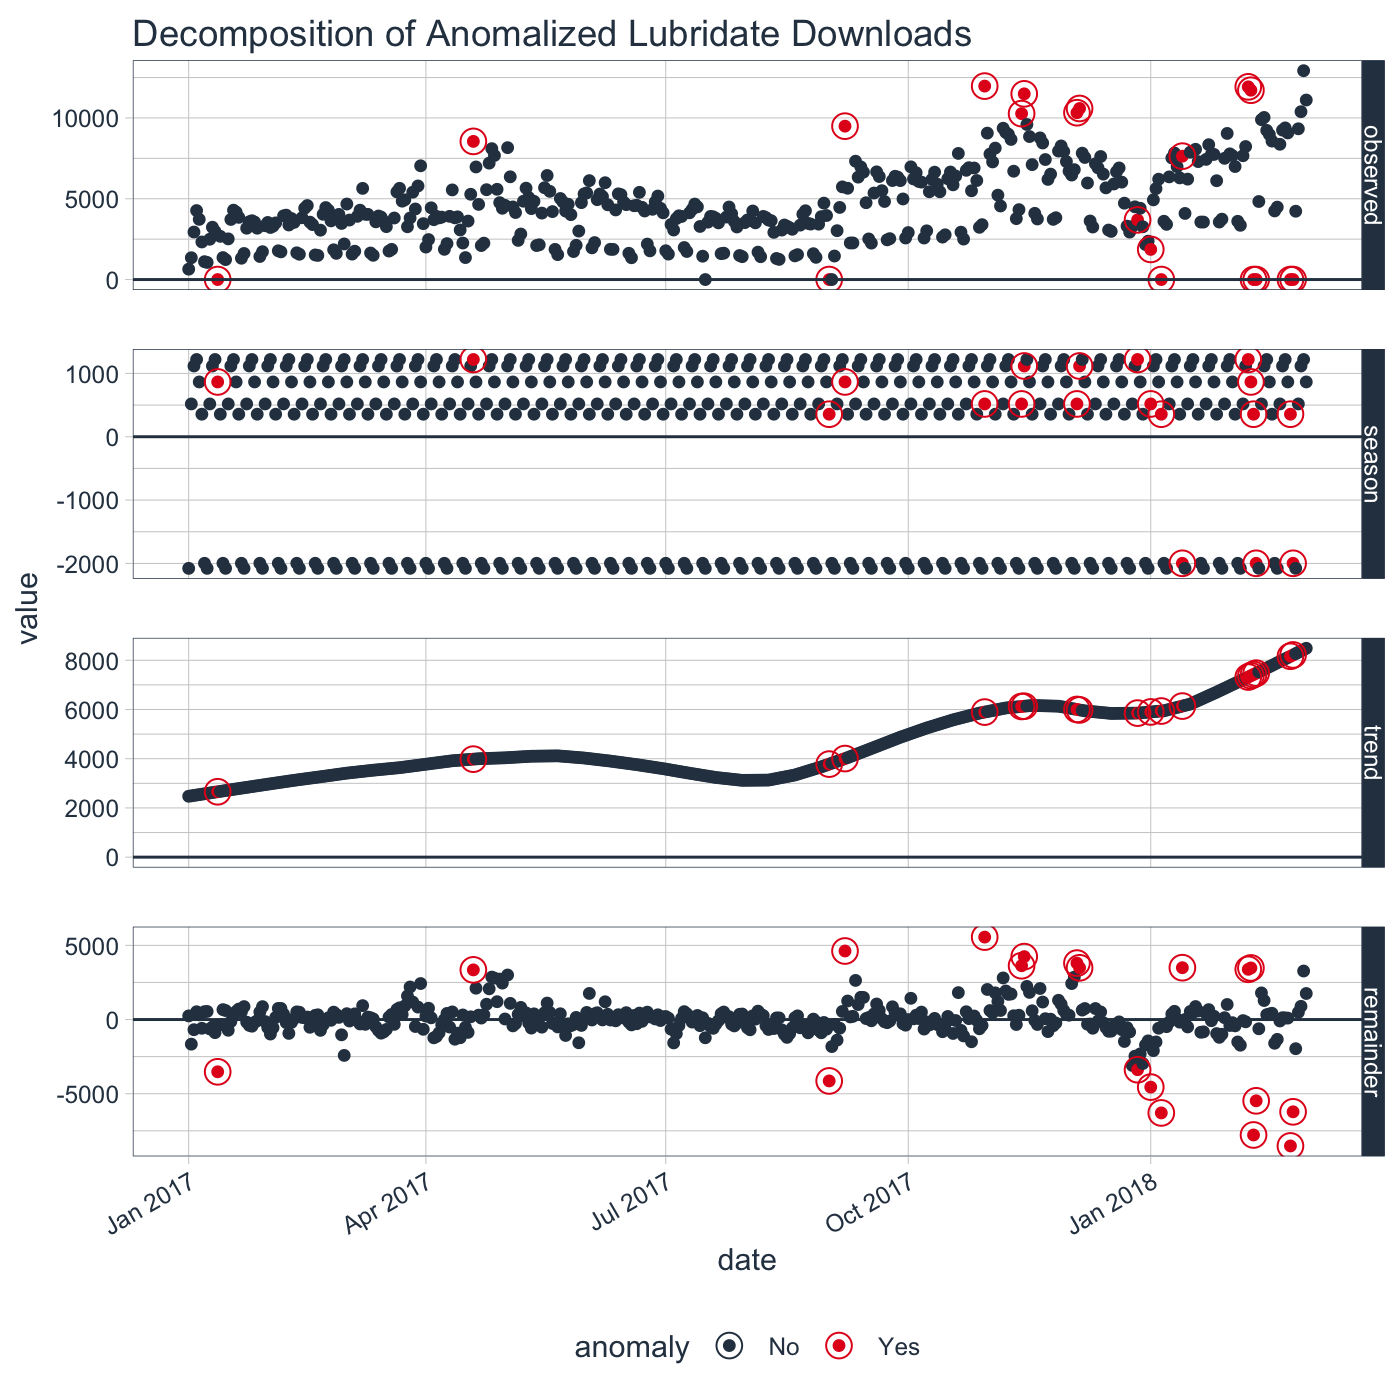 Decomposition of Anomalized Lubridate Downloads
10000
5000
0
observed
1000
0
-1000
-2000
season
8000
6000
4000
2000
0
trend
5000
0
-5000
remainder
value
Jan 2017
Apr 2017
Jul 2017
Oct 2017
Jan 2018
date
anomaly No Yes